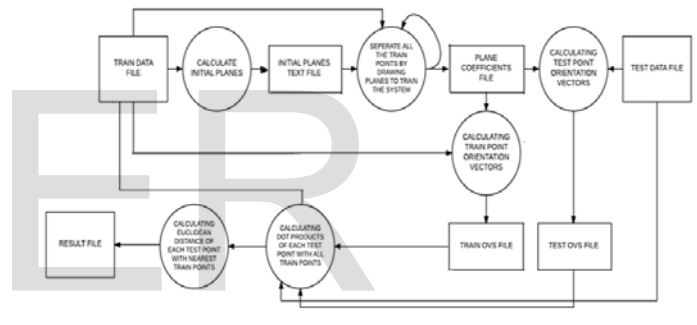 TRAIN DATA
FILE
CALCULATE
INITIAL PLANES
INITIAL PLANES
TEXT FILE
SEPERATE ALL
THE TRAIN
POINTS BY
DRAWING
PLANES TO TRAIN
THE SYSTEM
PLANE
COEFFICIENTS
FILE
CALCULATING
TEST POINT
ORIENTATION
VECTORS
TEST DATA FILE
CALCULATING
TRAIN POINT
ORIENTATION
VECTORS
RESULT FILE
CALCULATING
EUCLIDEAN
DISTANCE OF
EACH TEST POINT
WITH NEAREST
TRAIN POINTS
CALCULATING
DOT PRODUCTS
OF EACH TEST
POINT WITH ALL
TRAIN POINTS
TRAIN OVS FILE
TEST OVS FILE
ER